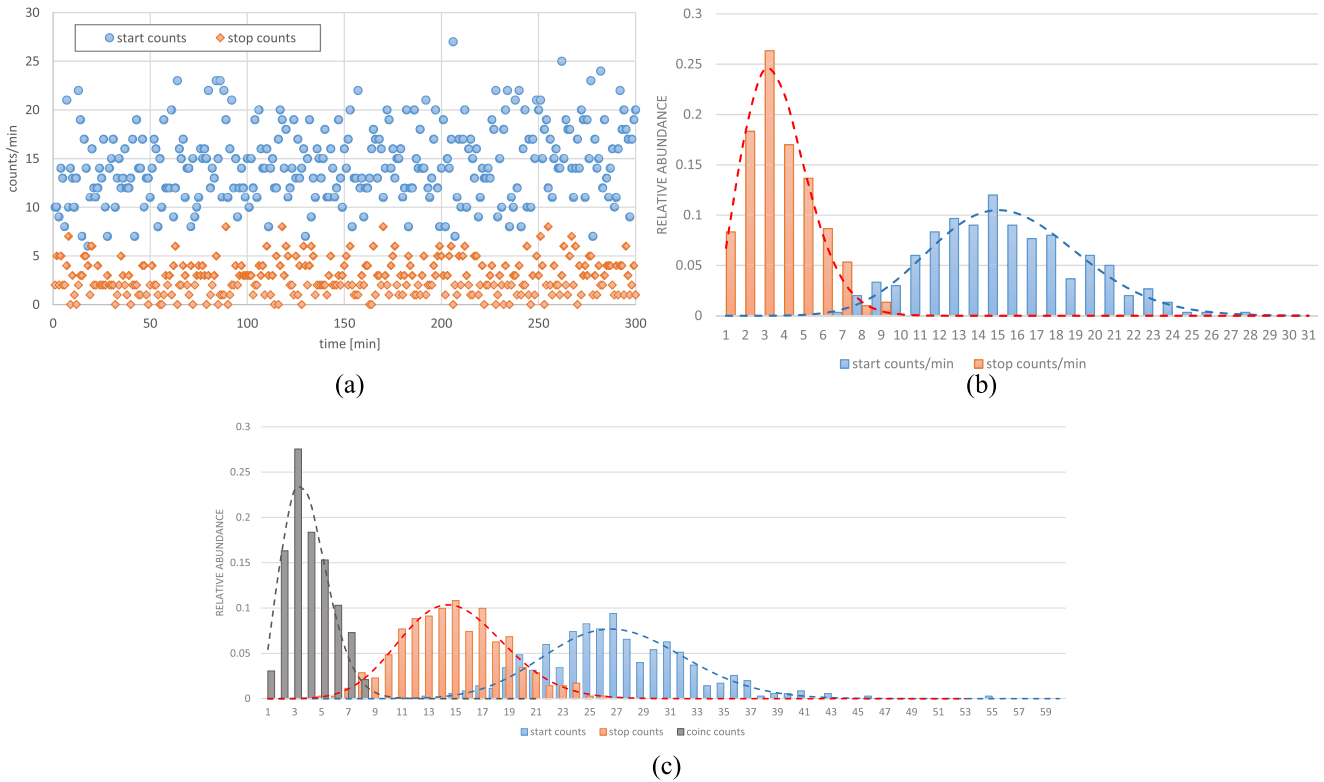 30
25
20
15
10
5
0
counts/min
start counts stop counts
0 50 100 150 200 250 300
time [min]
(a)
0.3
0.25
0.2
0.15
0.1
0.05
0
RELATIVE ABUNDANCE
1 2 3 4 5 6 7 8 9 10 11 12 13 14 15 16 17 18 19 20 21 22 23 24 25 26 27 28 29 30 31
start counts/min stop counts/min
(b)
0.3
0.25
0.2
0.15
0.1
0.05
0
RELATIVE ABUNDANCE
1 3 5 7 9 11 13 15 17 19 21 23 25 27 29 31 33 35 37 39 41 43 45 47 49 51 53 55 57 59
start counts stop counts coinc counts
(c)